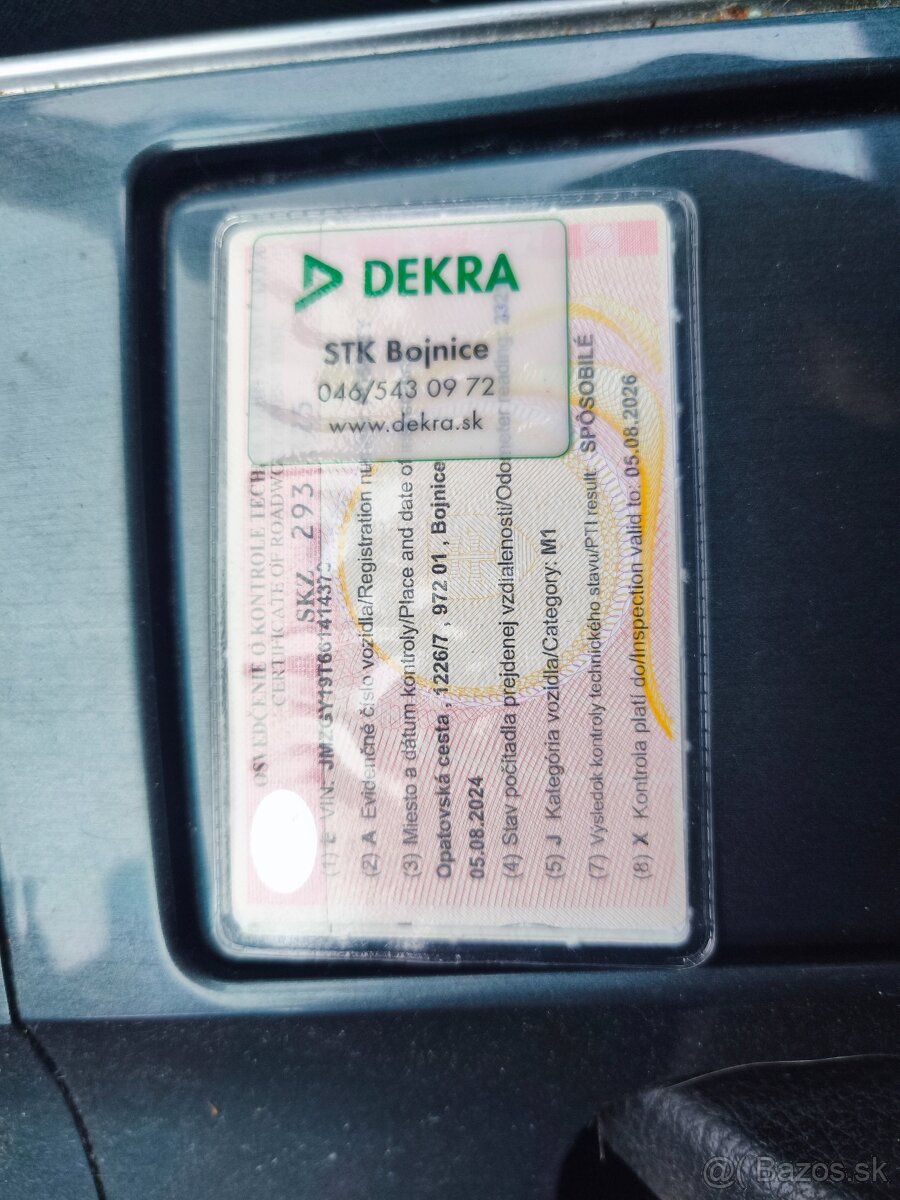 DEKRA
STK Bojnice
046/543 09 72
www.dekra.sk
OSVEDČENIE O KONTROLE TECH
CERTIFICATE OF ROADWO
SKZ 293
(1) E VIN: JMZGY19T661414373
(2) A Evidenčné číslo vozidla/Registration nu
(3) Miesto a dátum kontroly/Place and date of
Opatovská cesta , 1226/7 , 972 01 , Bojnice
05.08.2024
(4) Stav počítadla prejdenej vzdialenosti/Odometer reading:
(5) J Kategória vozidla/Category: M1
(7) Výsledok kontroly technického stavu/PTI result SPÔSOBILÉ
(8) X Kontrola platí do/Inspection valid to: 05.08.2026
@( Bazos.sk